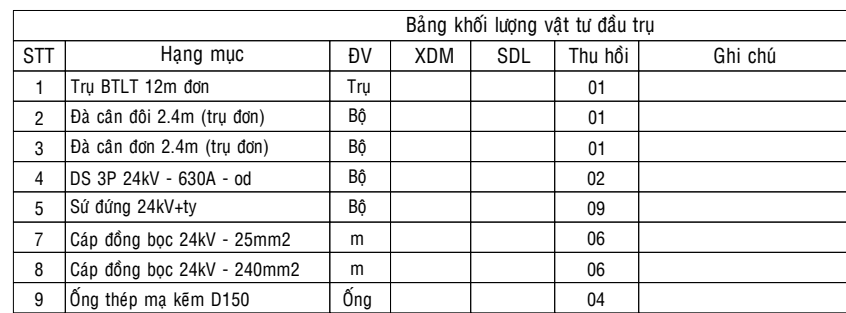 Bảng khối lượng vật tư đầu trụ
STT Hạng mục ĐV XDM SDL Thu hồi Ghi chú
1 Trụ BTLT 12m đơn Trụ 01
2 Đà cân đôi 2.4m (trụ đơn) Bộ 01
3 Đà cân đơn 2.4m (trụ đơn) Bộ 01
4 DS 3P 24kV - 630A - od Bộ 02
5 Sứ đứng 24kV+ty Bộ 09
7 Cáp đồng bọc 24kV - 25mm2 m 06
8 Cáp đồng bọc 24kV - 240mm2 m 06
9 Ống thép mạ kẽm D150 Ống 04